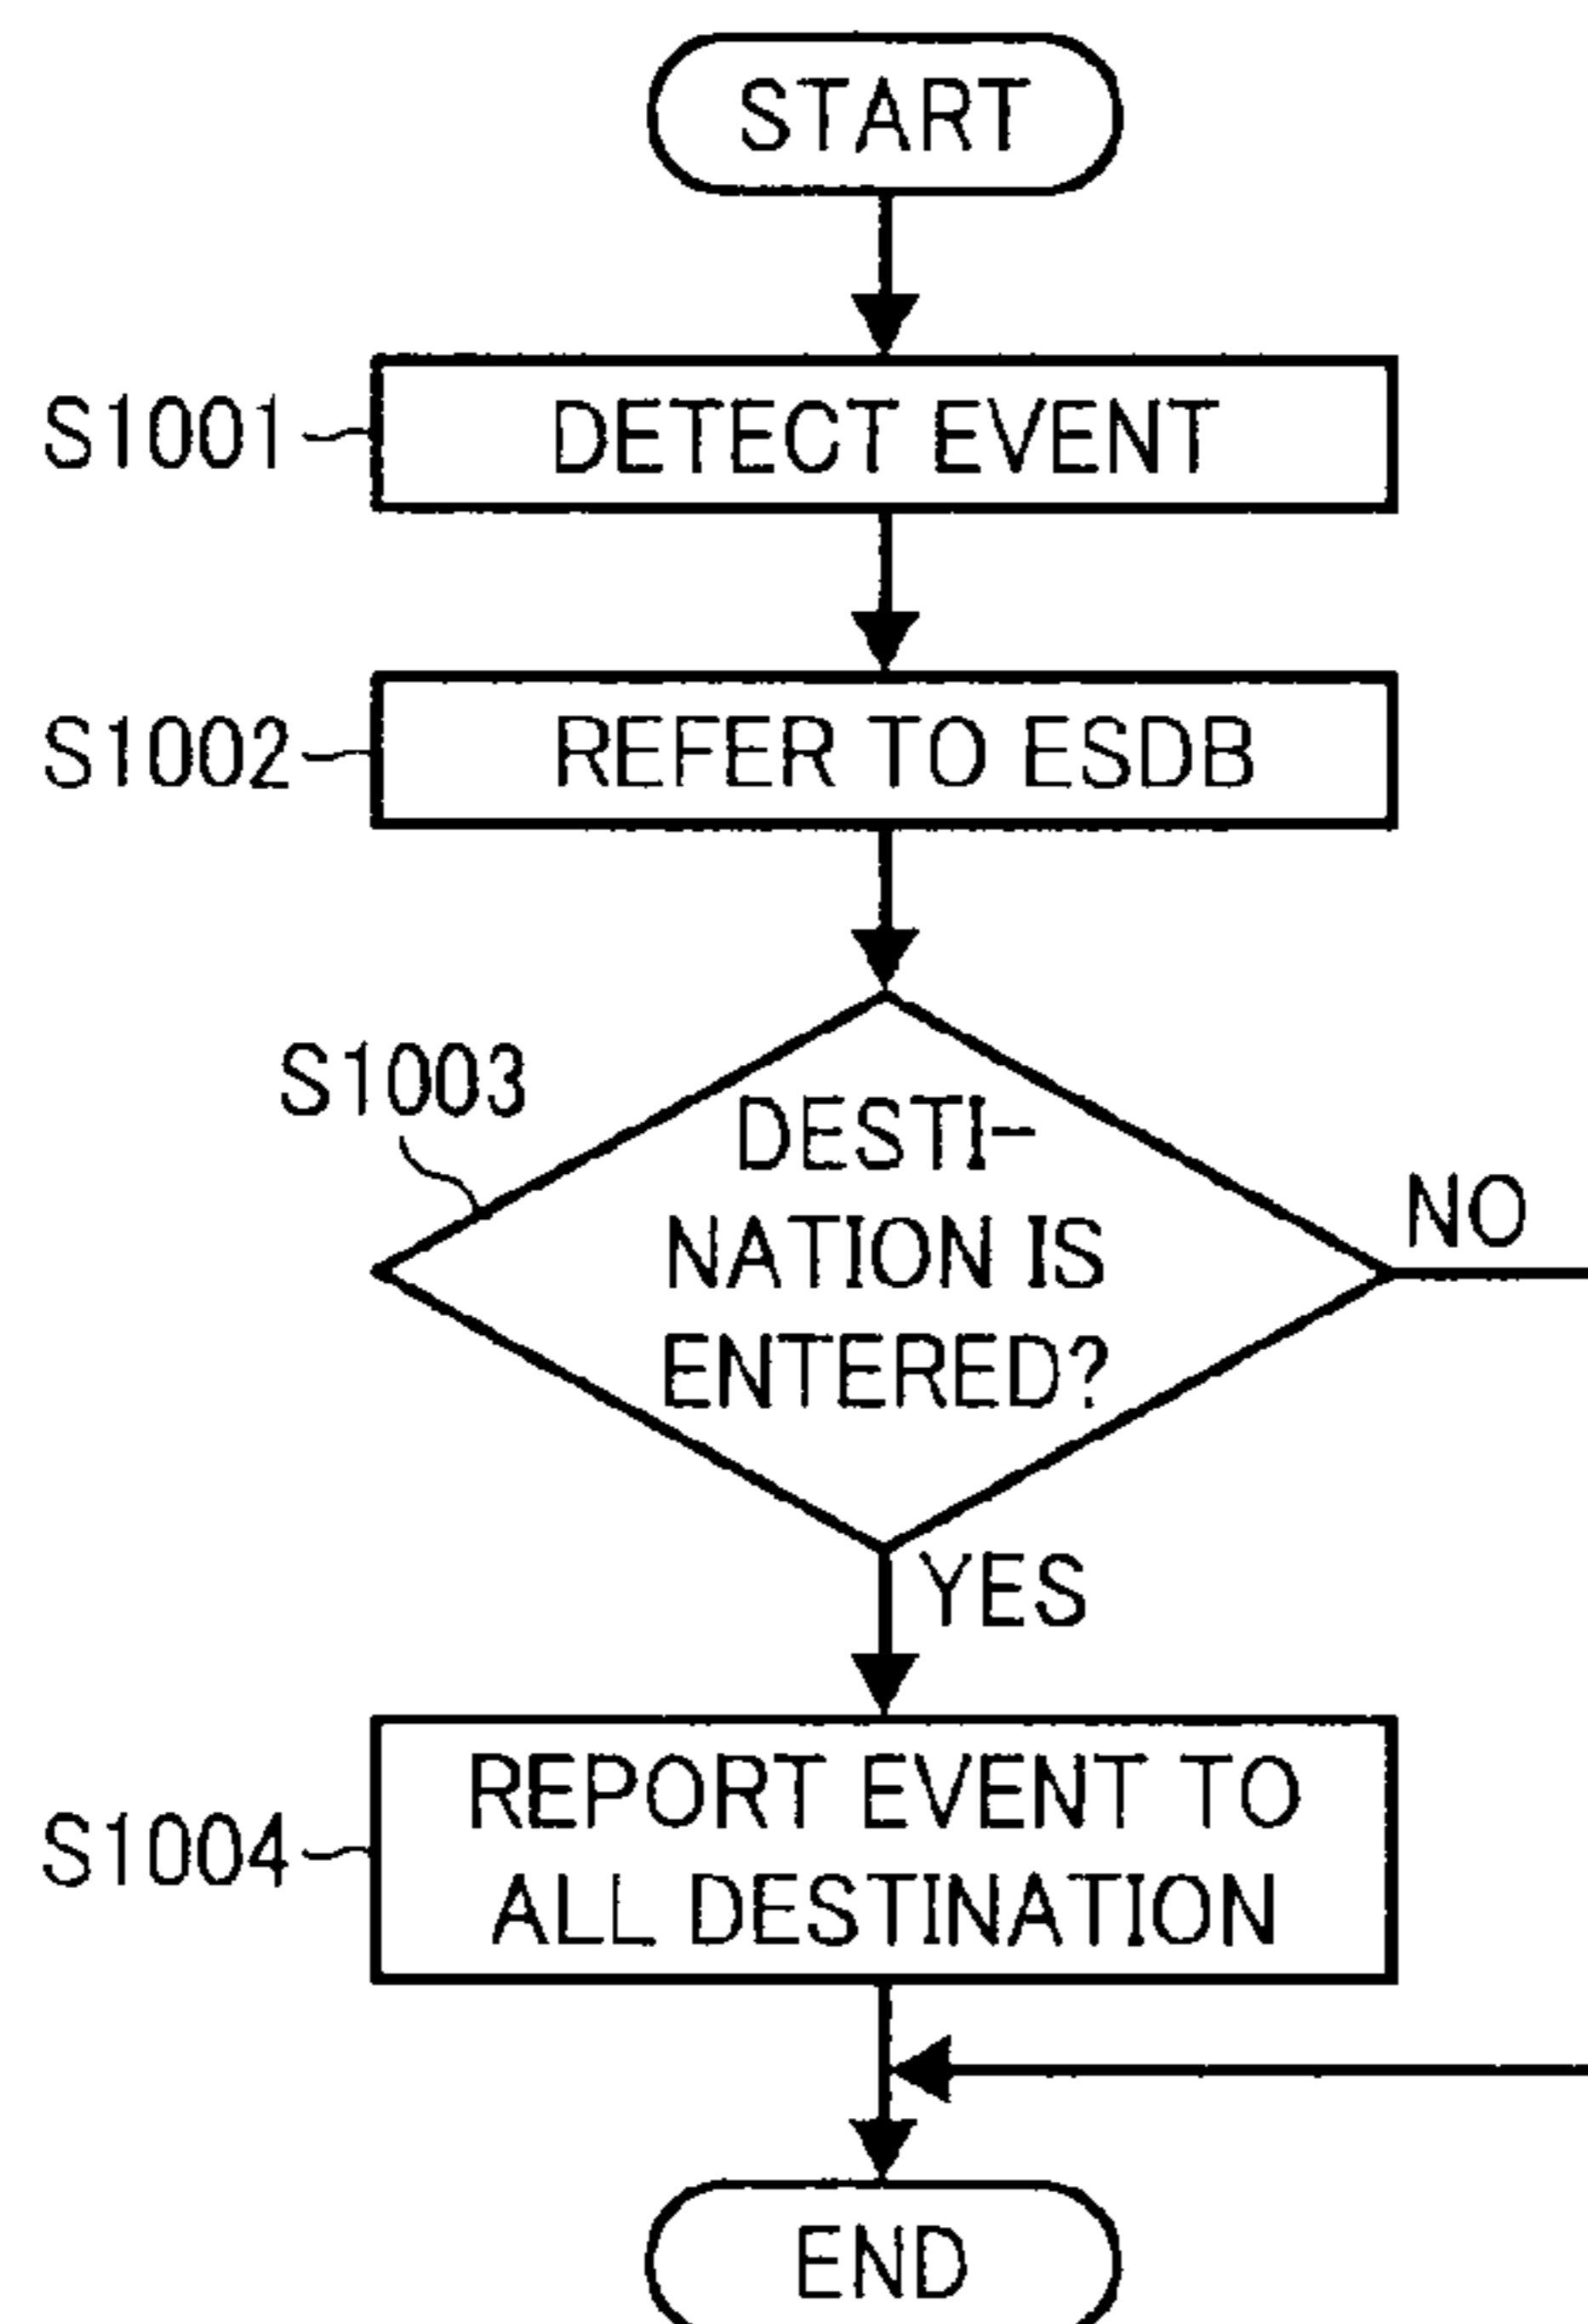 START
S1001
DETECT EVENT
S1002
REFER TO ESDB
S1003
DESTI-
NATION IS
ENTERED?
NO
YES
S1004
REPORT EVENT TO
ALL DESTINATION
END